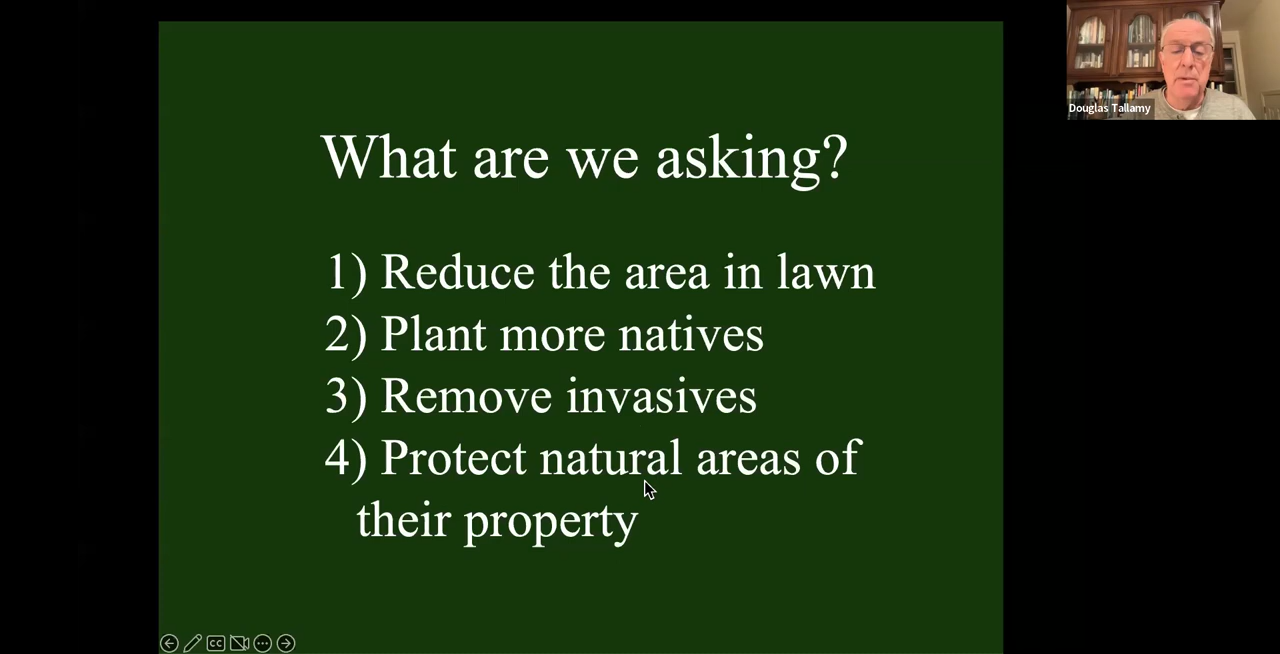 What are we asking?
1) Reduce the area in lawn
2) Plant more natives
3) Remove invasives
4) Protect natural areas of
their property
Douglas Tallamy
CC